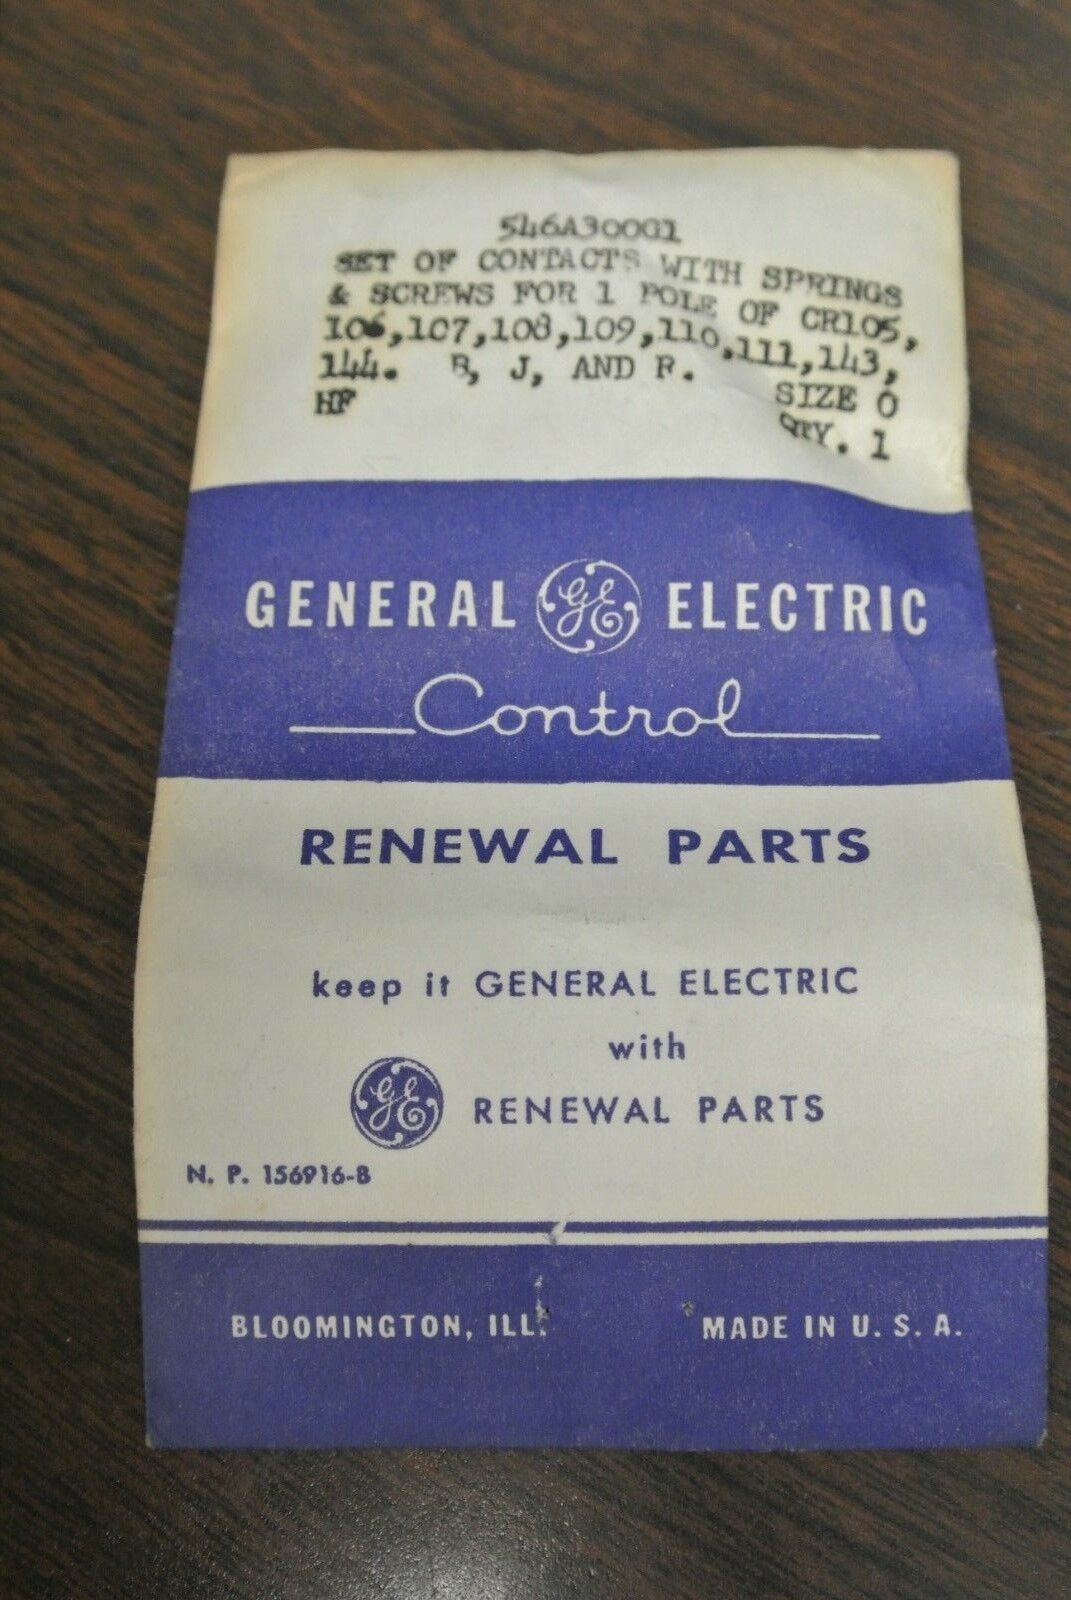 546A300G1
SET OF CONTACTS WITH SPRINGS
& SCREWS FOR 1 POLE OF CR105,
106,107,108,109,110,111,143,
144. B, J, AND F. SIZE 0
HF QTY. 1
GENERAL GE ELECTRIC
Control
RENEWAL PARTS
keep it GENERAL ELECTRIC
with
GE RENEWAL PARTS
N. P. 156916-B
BLOOMINGTON, ILL. MADE IN U. S. A.